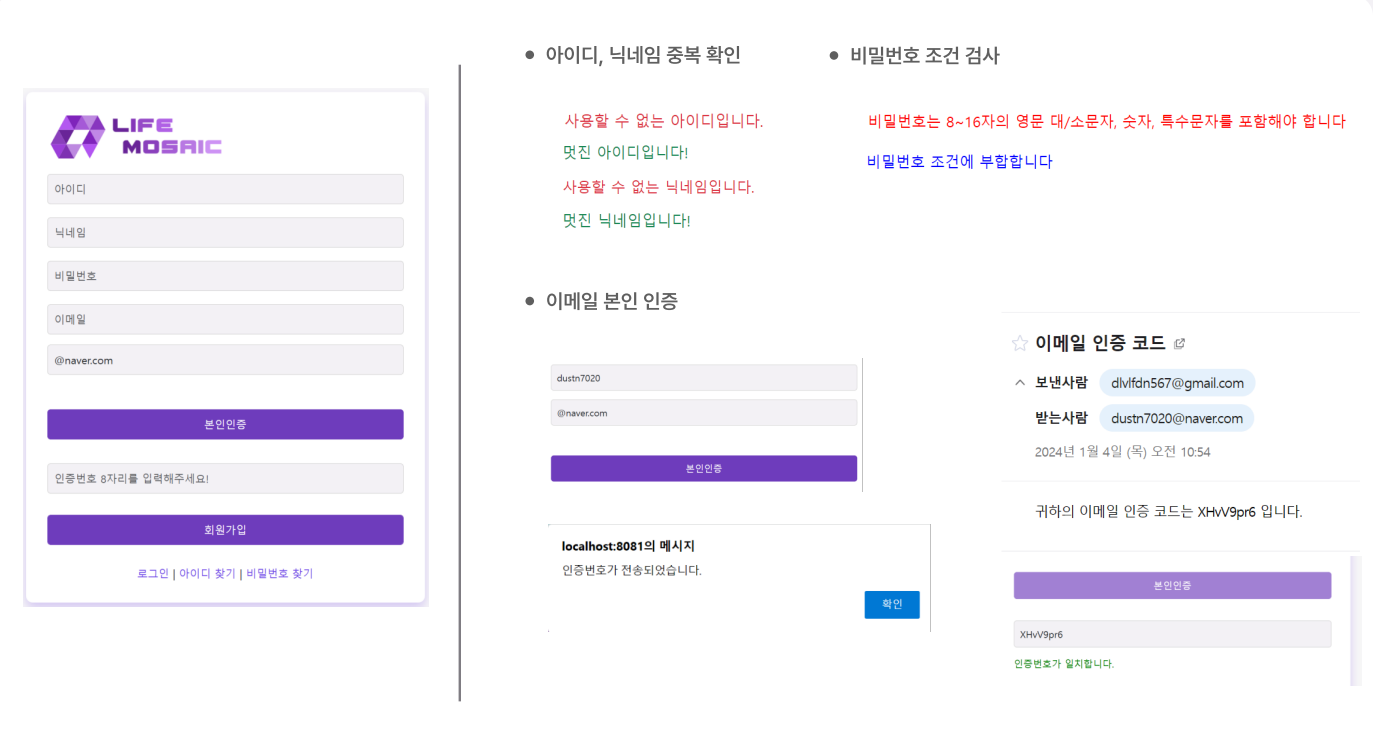 LIFE
MOSAIC
아이디
닉네임
비밀번호
이메일
@naver.com
본인인증
인증번호 8자리를 입력해주세요!
회원가입
로그인 | 아이디 찾기 | 비밀번호 찾기
● 아이디, 닉네임 중복 확인
사용할 수 없는 아이디입니다.
멋진 아이디입니다!
사용할 수 없는 닉네임입니다.
멋진 닉네임입니다!
● 비밀번호 조건 검사
비밀번호는 8~16자의 영문 대/소문자, 숫자, 특수문자를 포함해야 합니다
비밀번호 조건에 부합합니다
● 이메일 본인 인증
dustn7020
@naver.com
본인인증
localhost:8081의 메시지
인증번호가 전송되었습니다.
확인
이메일 인증 코드
보낸사람 dlvlfdn567@gmail.com
받는사람 dustn7020@naver.com
2024년 1월 4일 (목) 오전 10:54
귀하의 이메일 인증 코드는 XHvV9pr6 입니다.
본인인증
XHvV9pr6
인증번호가 일치합니다.